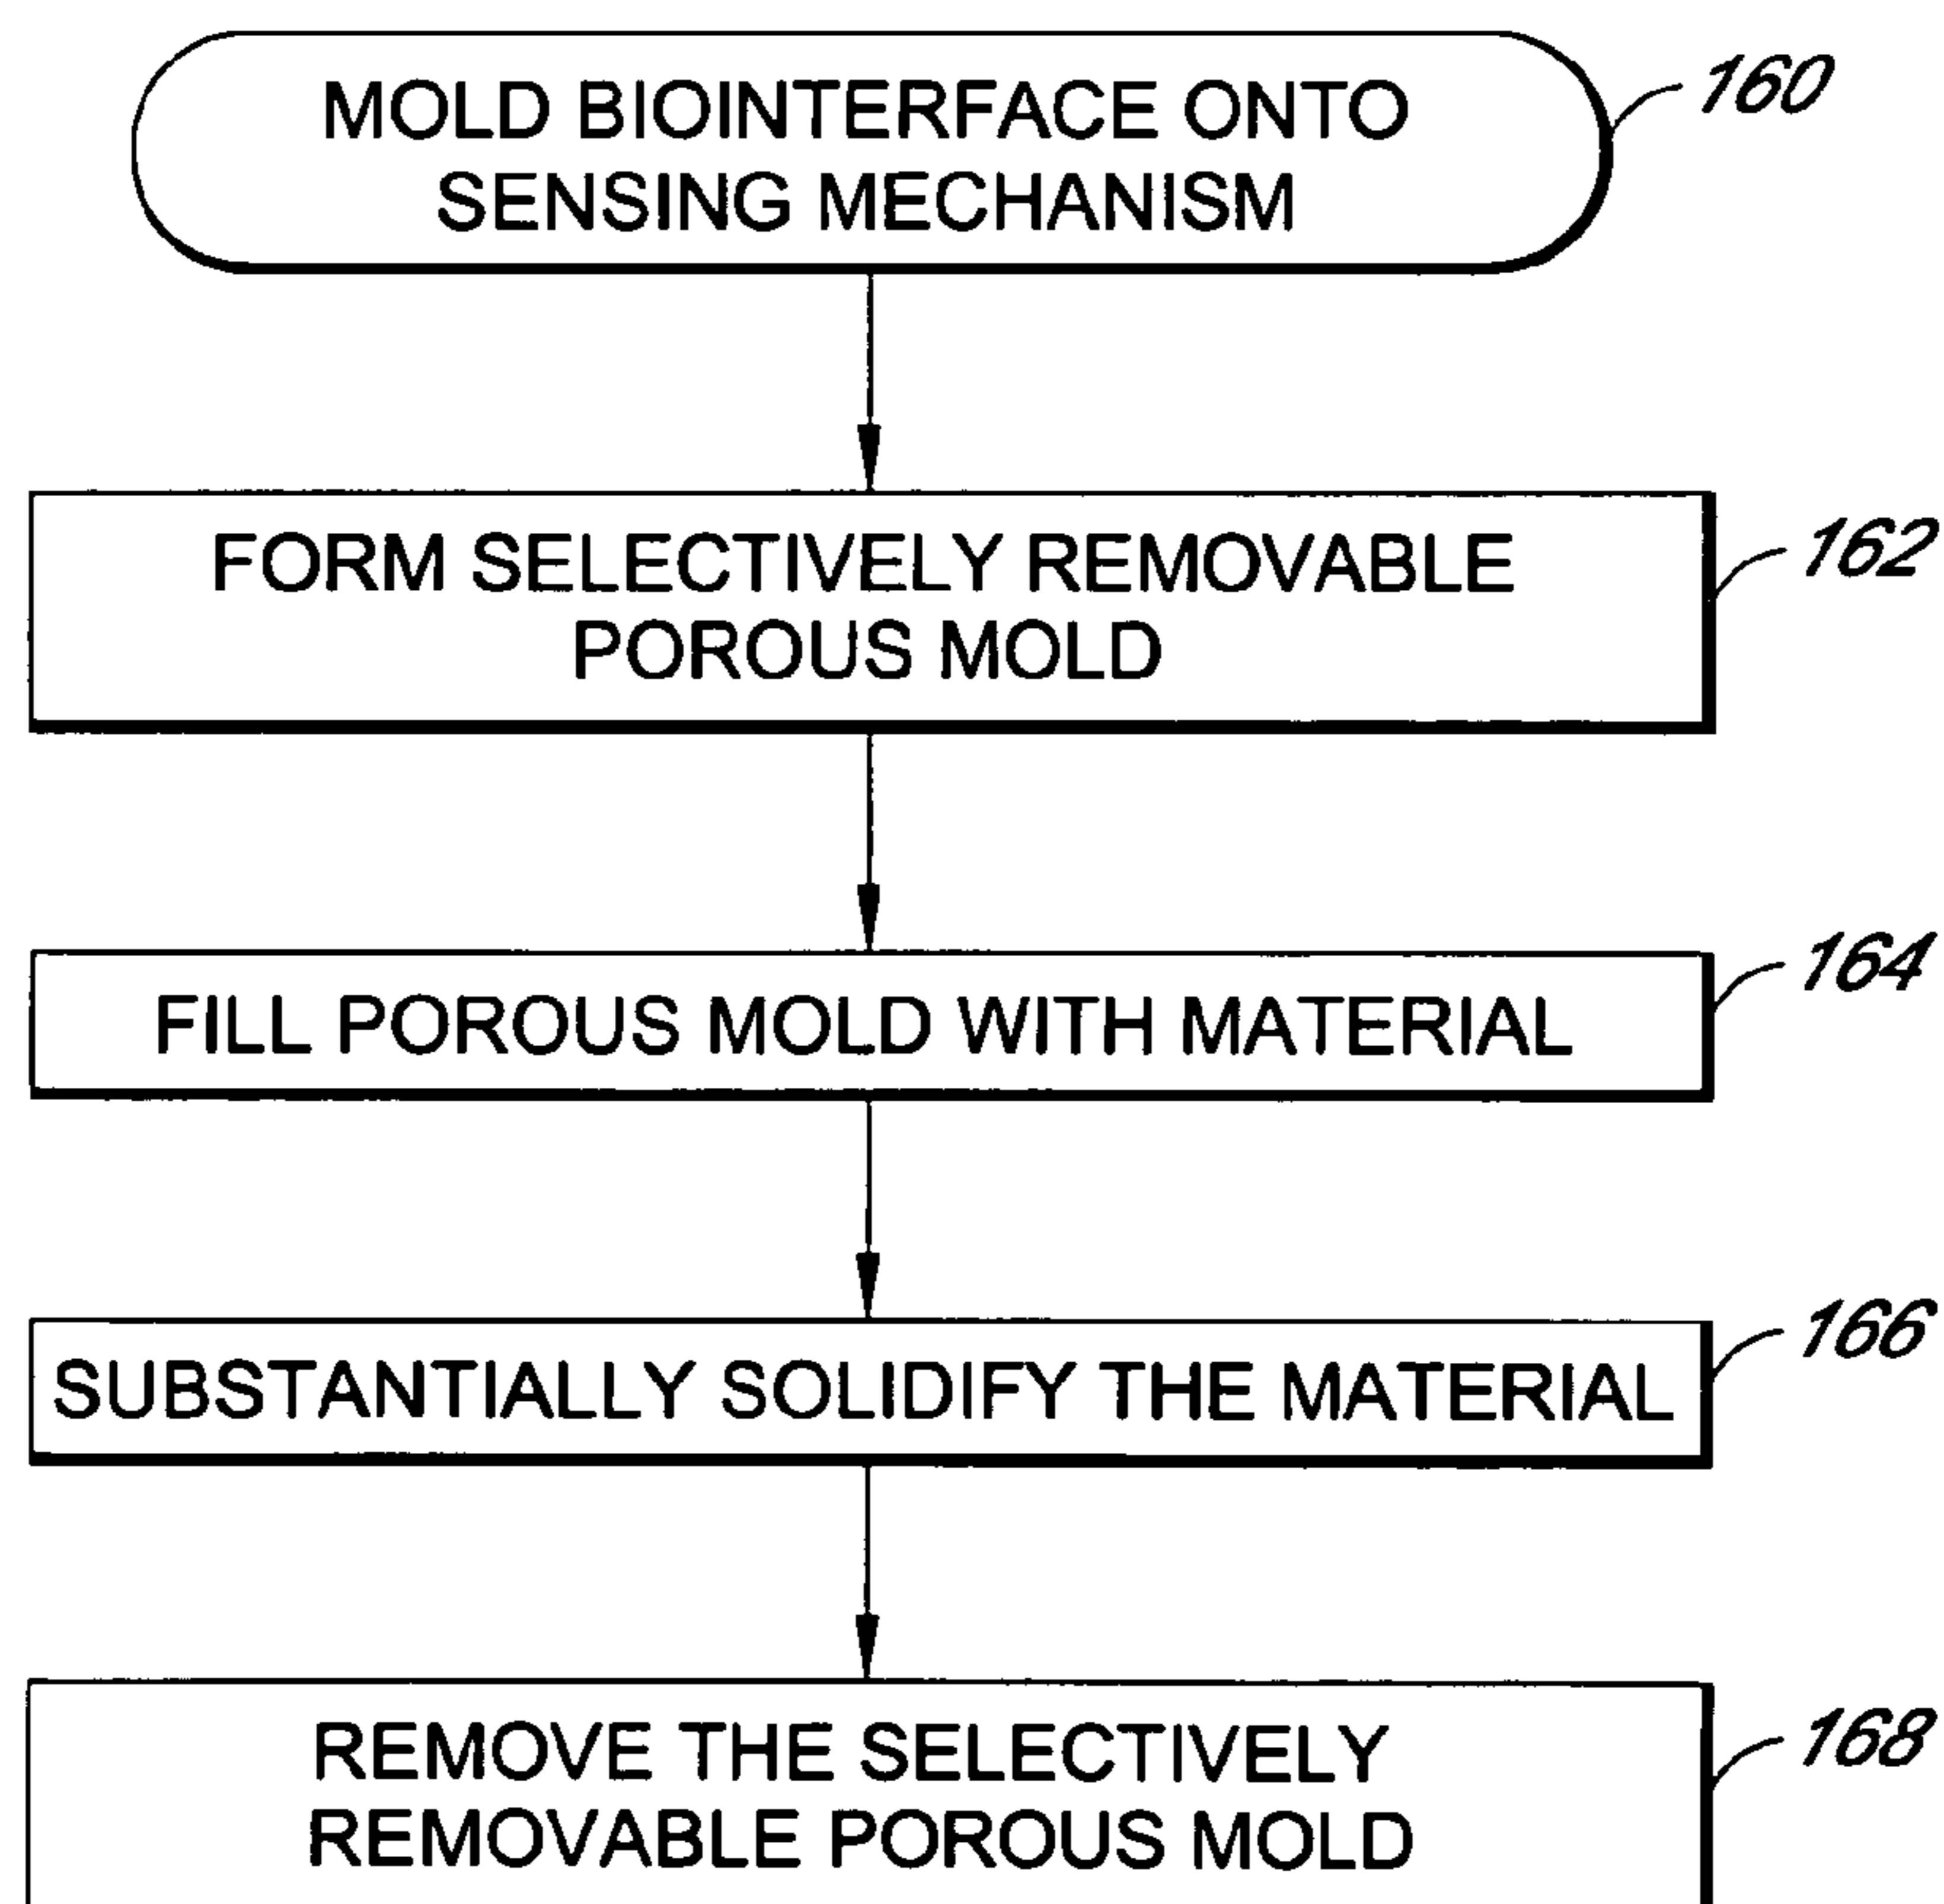 MOLD BIOINTERFACE ONTO
SENSING MECHANISM
160
FORM SELECTIVELY REMOVABLE
POROUS MOLD
162
FILL POROUS MOLD WITH MATERIAL
164
SUBSTANTIALLY SOLIDIFY THE MATERIAL
166
REMOVE THE SELECTIVELY
REMOVABLE POROUS MOLD
168